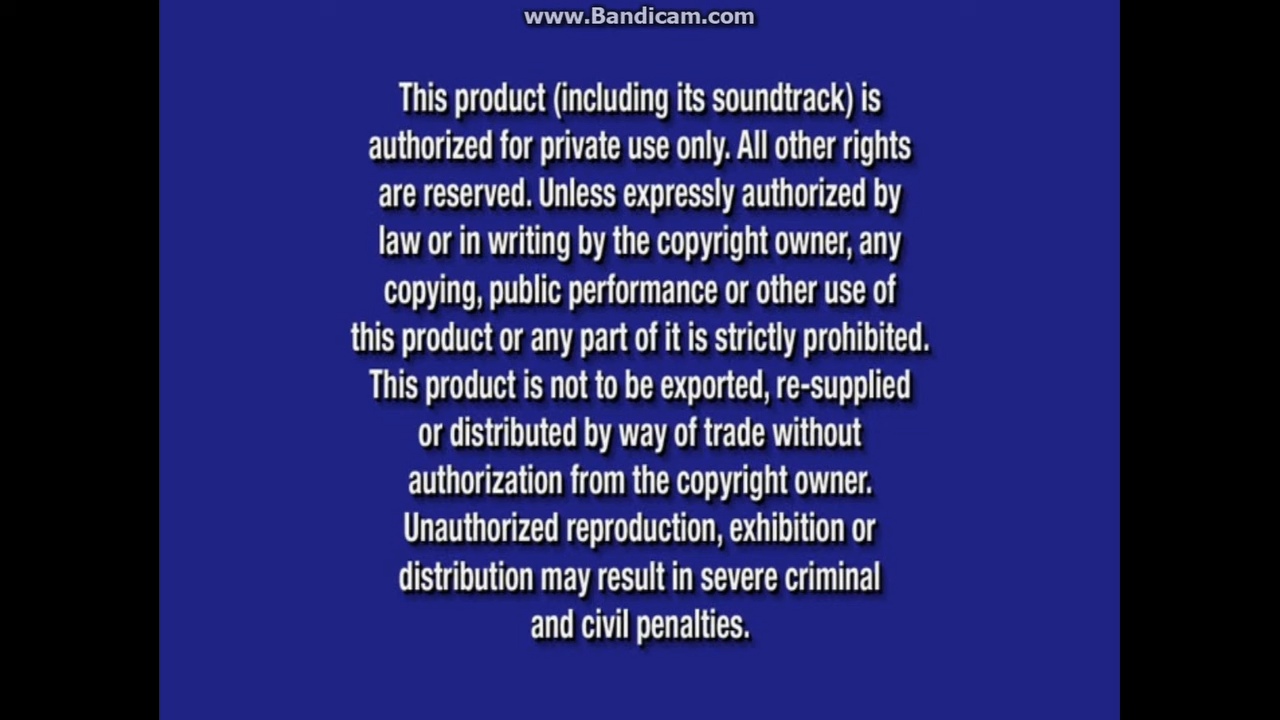 www.Bandicam.com
This product (including its soundtrack) is
authorized for private use only. All other rights
are reserved. Unless expressly authorized by
law or in writing by the copyright owner, any
copying, public performance or other use of
this product or any part of it is strictly prohibited.
This product is not to be exported, re-supplied
or distributed by way of trade without
authorization from the copyright owner.
Unauthorized reproduction, exhibition or
distribution may result in severe criminal
and civil penalties.